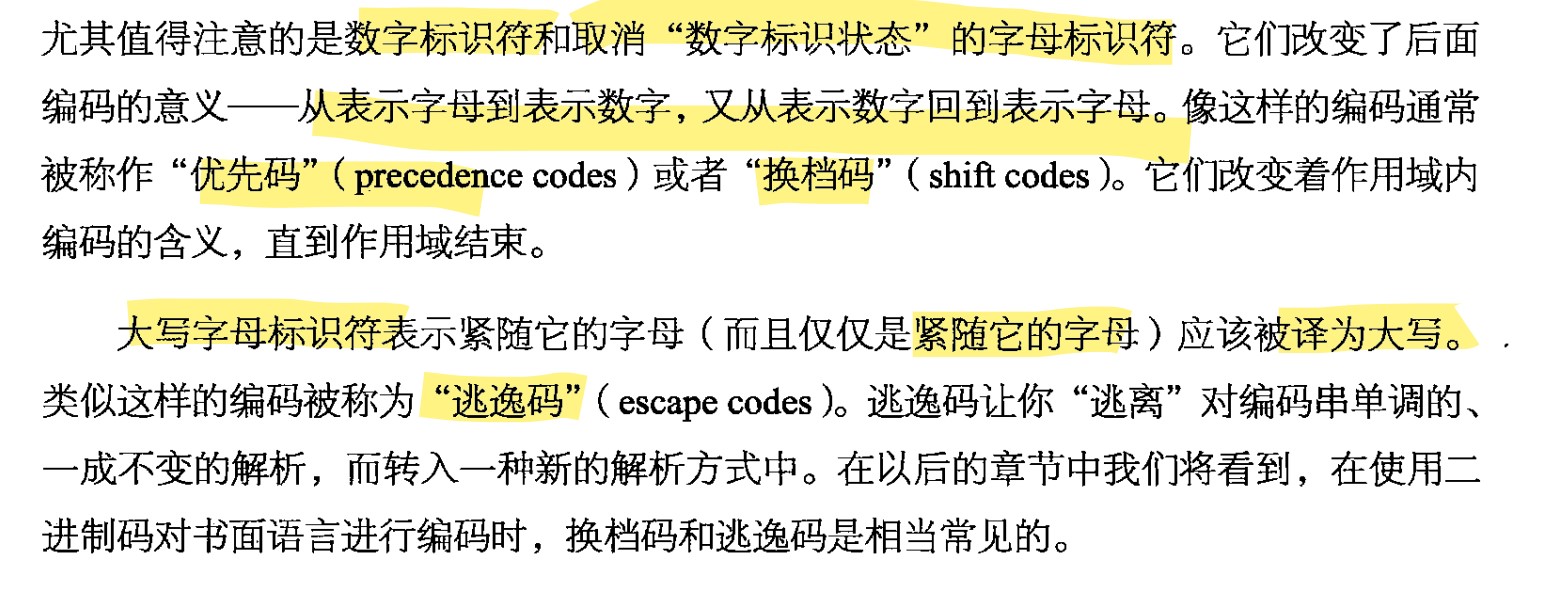 尤其值得注意的是数字标识符和取消“数字标识状态”的字母标识符。它们改变了后面
编码的意义——从表示字母到表示数字，又从表示数字回到表示字母。像这样的编码通常
被称作“优先码”（precedence codes）或者“换档码”（shift codes）。它们改变着作用域内
编码的含义，直到作用域结束。
大写字母标识符表示紧随它的字母（而且仅仅是紧随它的字母）应该被译为大写。
类似这样的编码被称为“逃逸码”（escape codes）。逃逸码让你“逃离”对编码串单调的、
一成不变的解析，而转入一种新的解析方式中。在以后的章节中我们将看到，在使用二
进制码对书面语言进行编码时，换档码和逃逸码是相当常见的。